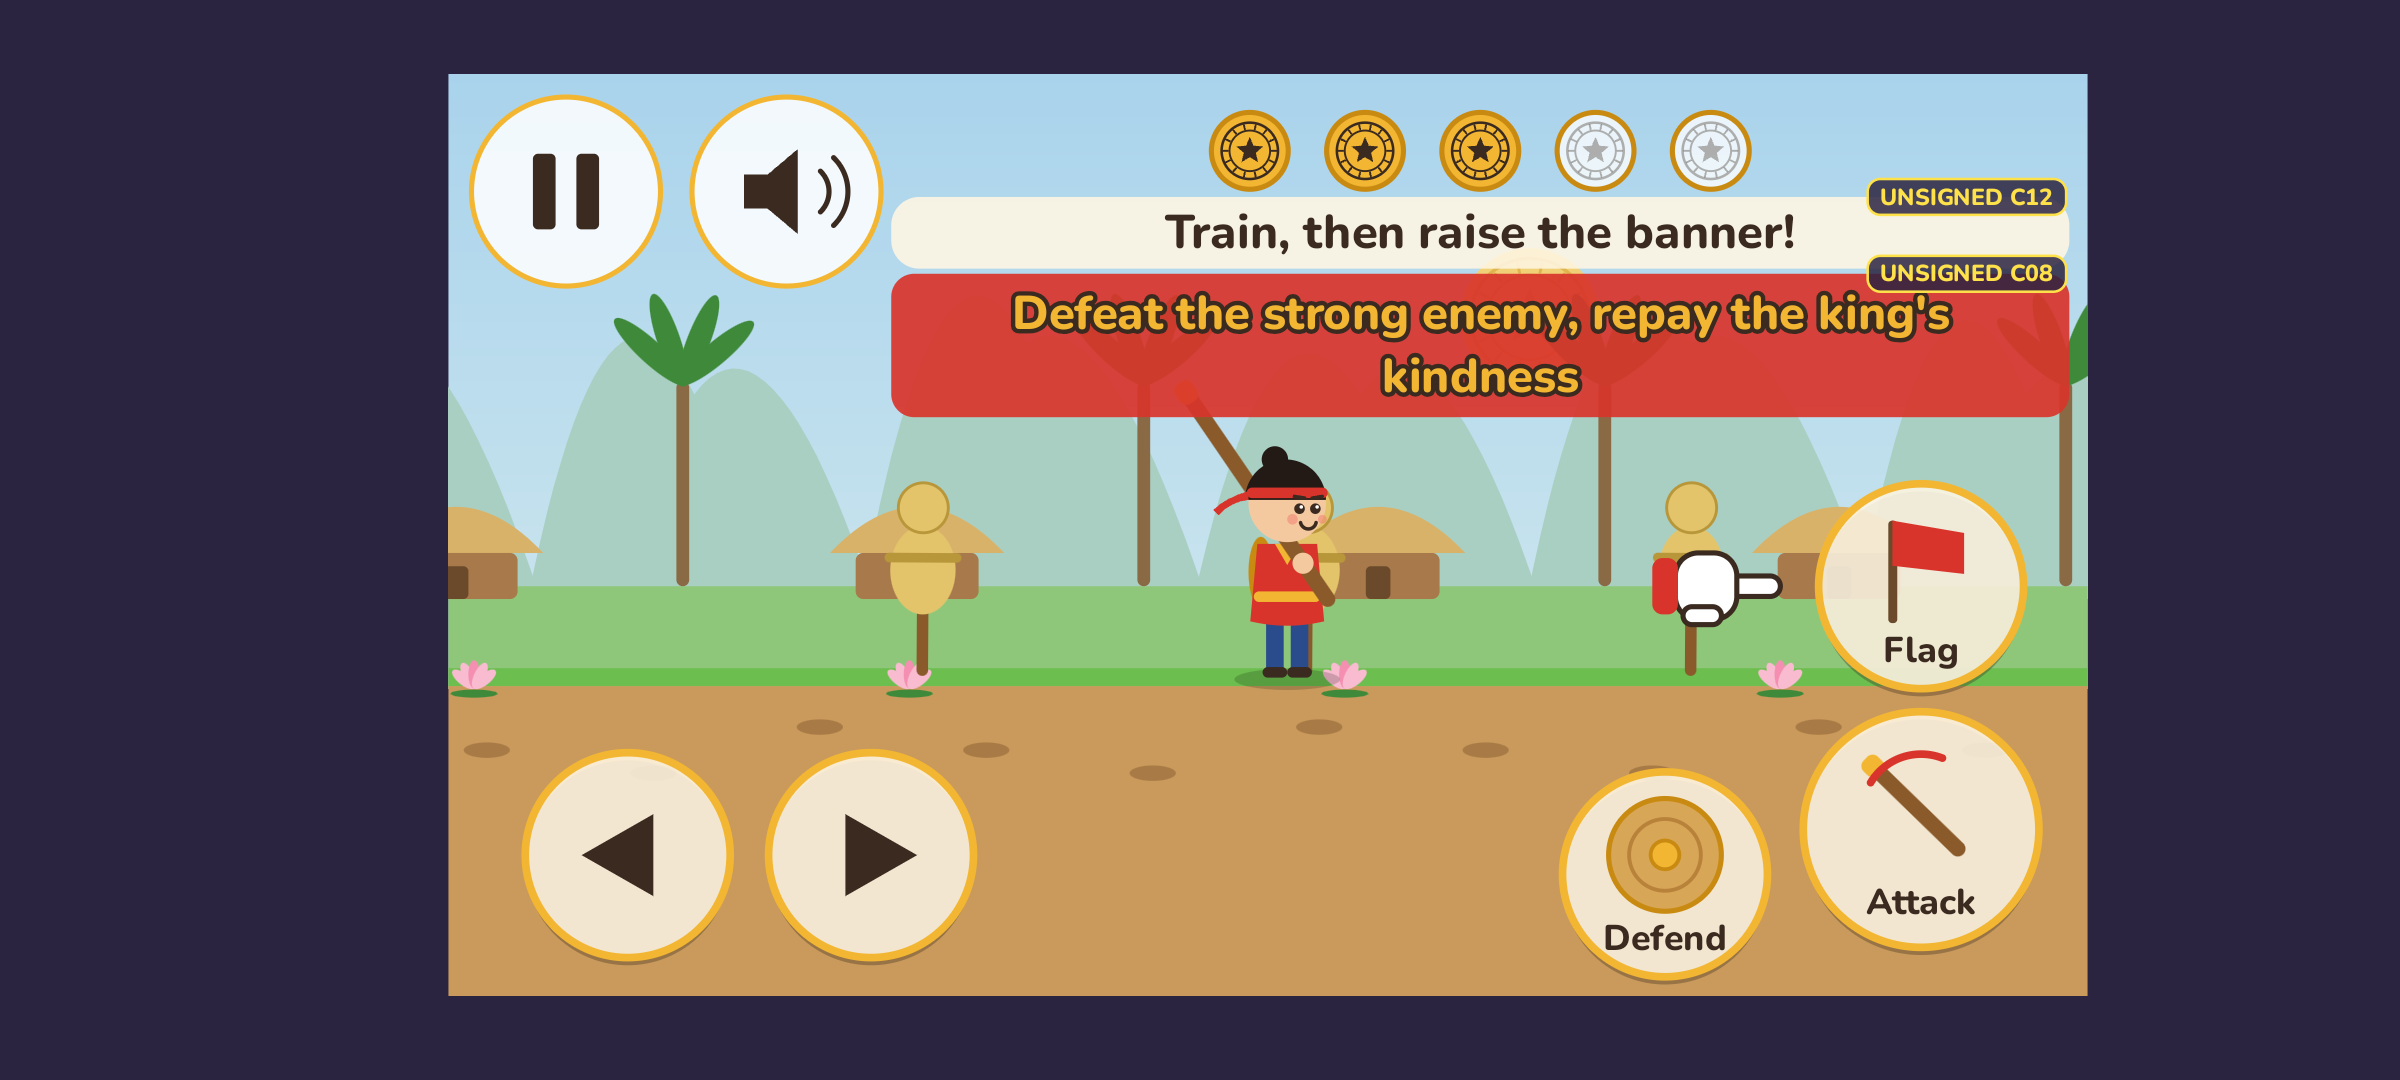 UNSIGNED C12
Train, then raise the banner!
UNSIGNED C08
Defeat the strong enemy, repay the king's
kindness
Flag
Attack
Defend